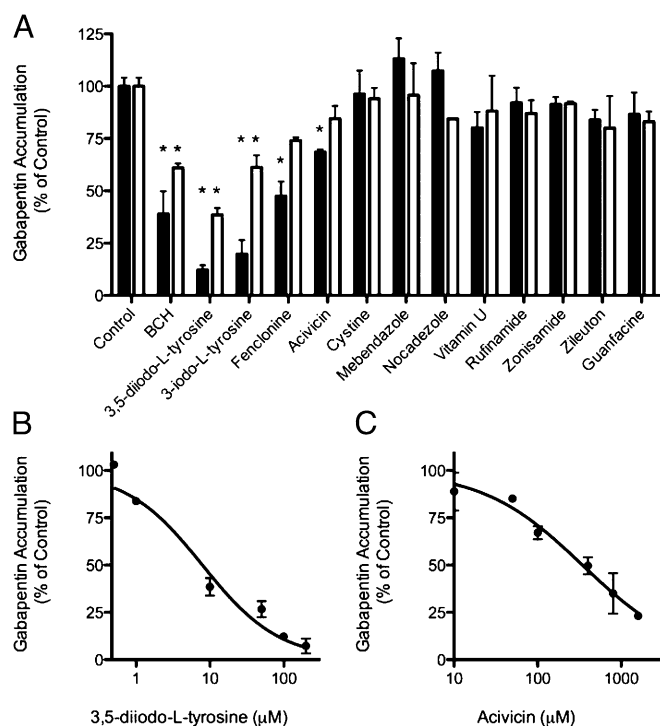 A
Gabapentin Accumulation
(% of Control)
125
100
75
50
25
0
* *
* *
* *
*
*
Control
BCH
3,5-diiodo-L-tyrosine
3-iodo-L-tyrosine
Fenclonine
Acivicin
Cystine
Mebendazole
Nocadezole
Vitamin U
Rufinamide
Zonisamide
Zileuton
Guanfacine
B
Gabapentin Accumulation
(% of Control)
100
75
50
25
0
1 10 100
3,5-diiodo-L-tyrosine (μM)
C
Gabapentin Accumulation
(% of Control)
100
75
50
25
0
10 100 1000
Acivicin (μM)